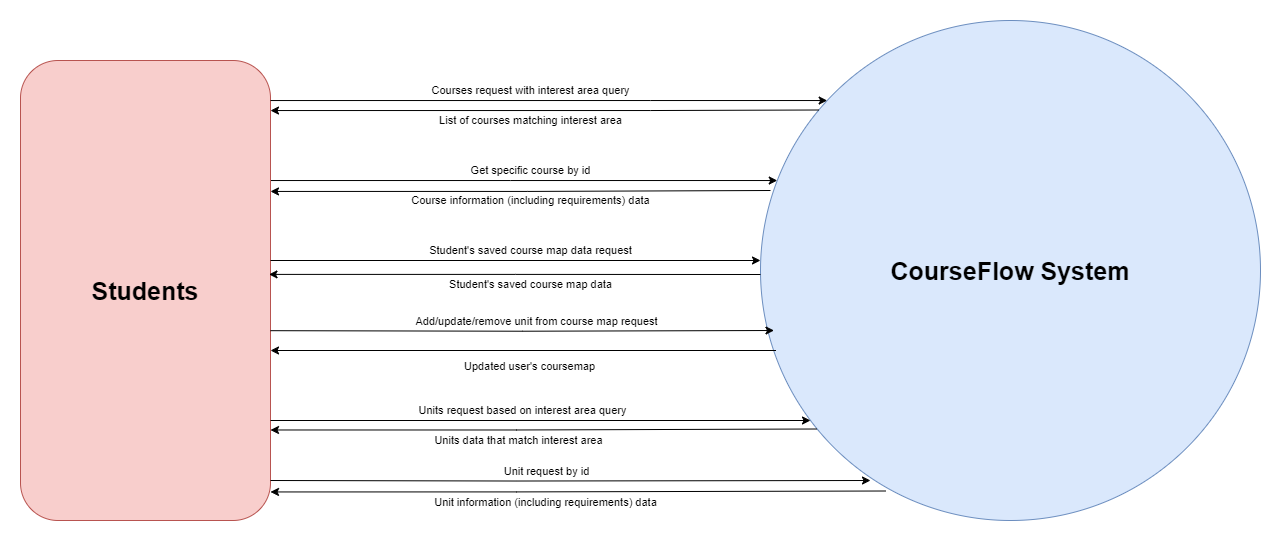 Courses request with interest area query
List of courses matching interest area
Get specific course by id
Course information (including requirements) data
Student's saved course map data request
Students
CourseFlow System
Student's saved course map data
Add/update/remove unit from course map request
Updated user's coursemap
Units request based on interest area query
Units data that match interest area
Unit request by id
Unit information (including requirements) data